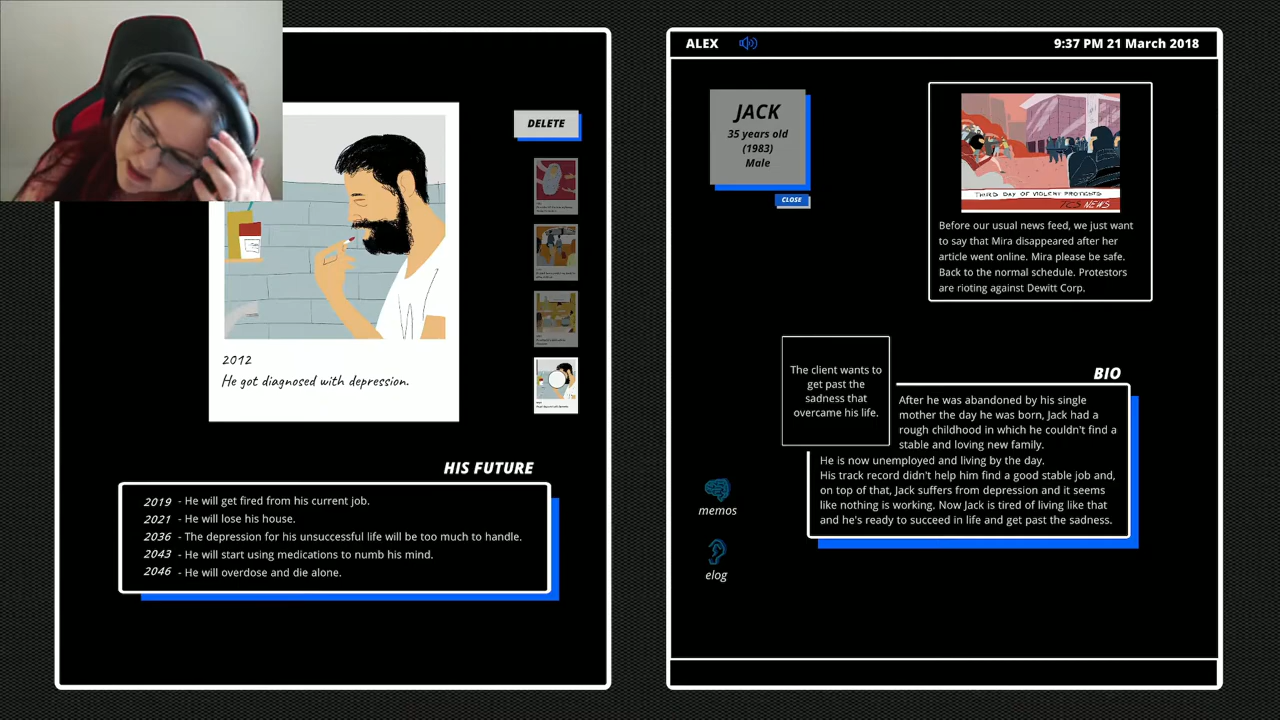 DELETE
2012
He got diagnosed with depression.
HIS FUTURE
2019 - He will get fired from his current job.
2021 - He will lose his house.
2036 - The depression for his unsuccessful life will be too much to handle.
2043 - He will start using medications to numb his mind.
2046 - He will overdose and die alone.
ALEX
9:37 PM 21 March 2018
JACK
35 years old
(1983)
Male
CLOSE
THIRD DAY OF VIOLENT PROTESTS
NEWS
Before our usual news feed, we just want
to say that Mira disappeared after her
article went online. Mira please be safe.
Back to the normal schedule. Protestors
are rioting against Dewitt Corp.
The client wants to
get past the
sadness that
overcame his life.
BIO
After he was abandoned by his single
mother the day he was born, Jack had a
rough childhood in which he couldn't find a
stable and loving new family.
He is now unemployed and living by the day.
His track record didn't help him find a good stable job and,
on top of that, Jack suffers from depression and it seems
like nothing is working. Now Jack is tired of living like that
and he's ready to succeed in life and get past the sadness.
memos
elog